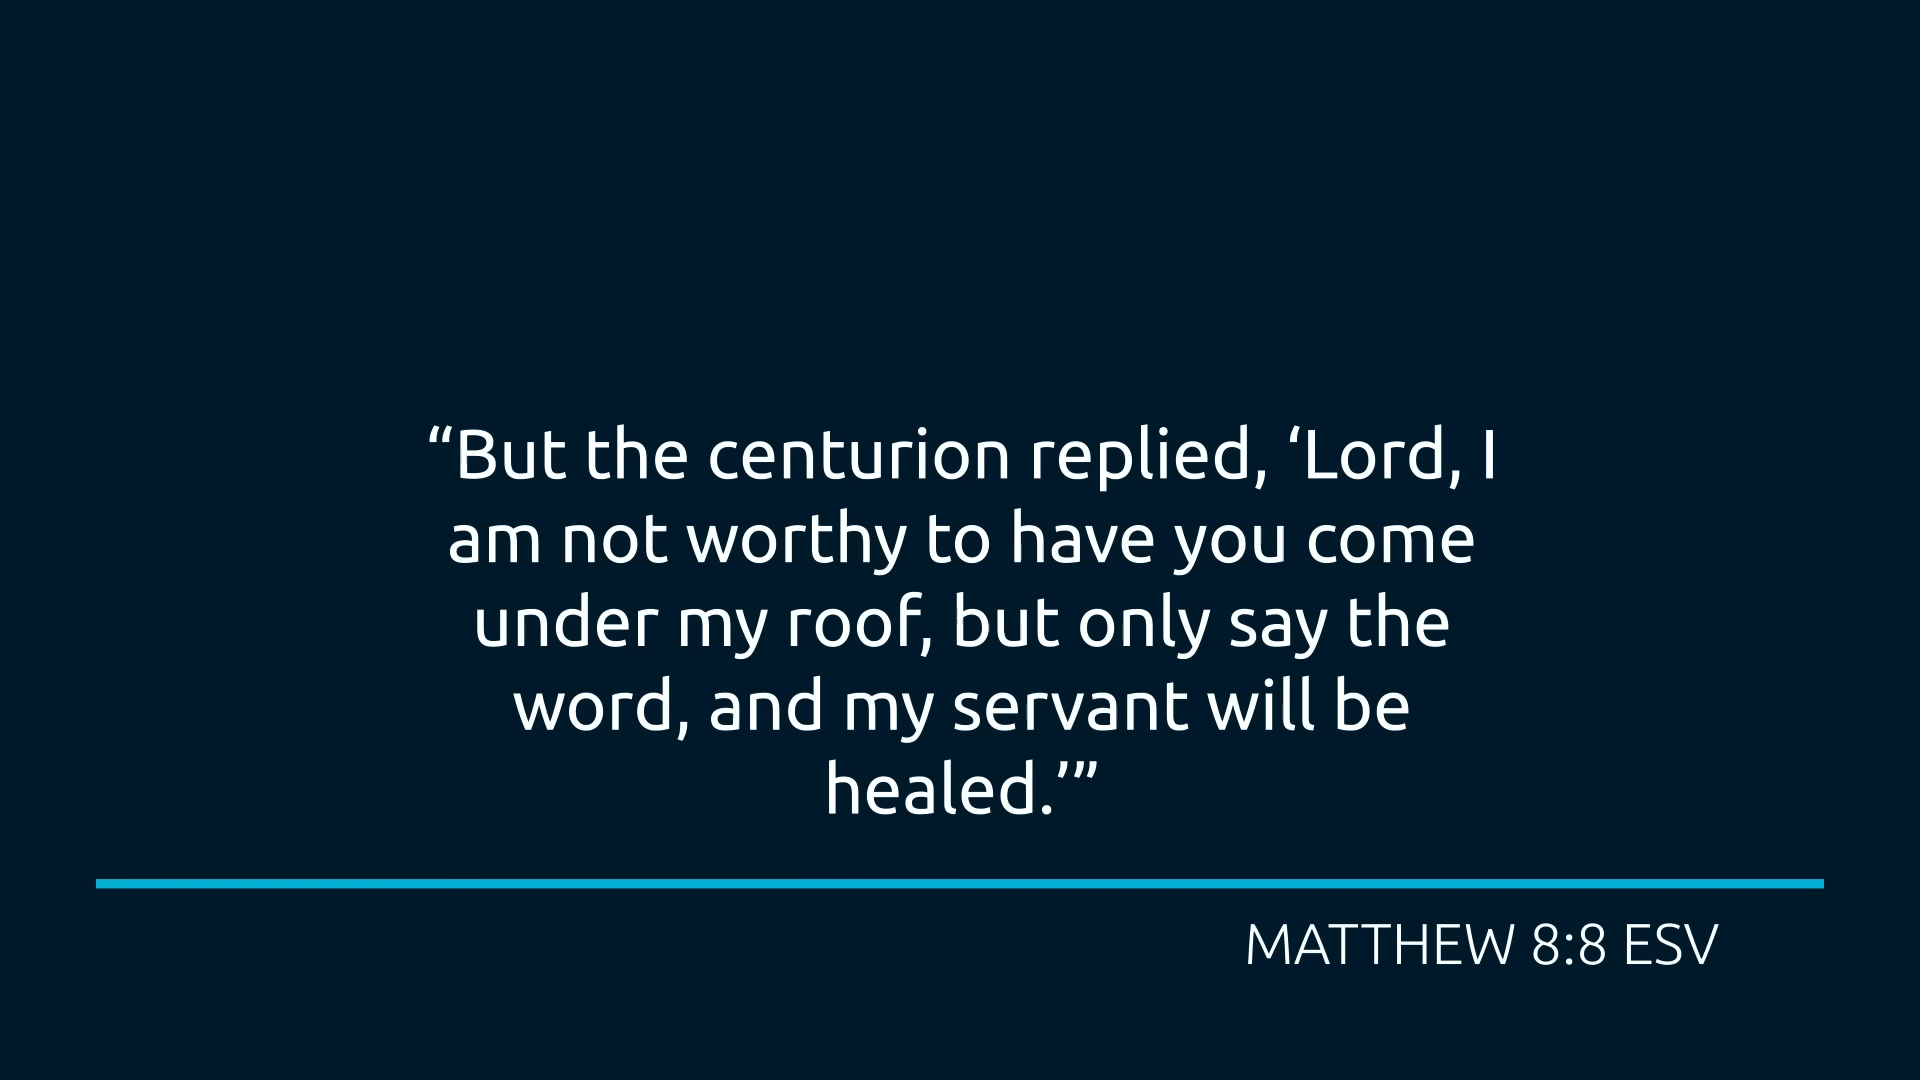 “But the centurion replied, ‘Lord, I
am not worthy to have you come
under my roof, but only say the
word, and my servant will be
healed.’”
MATTHEW 8:8 ESV